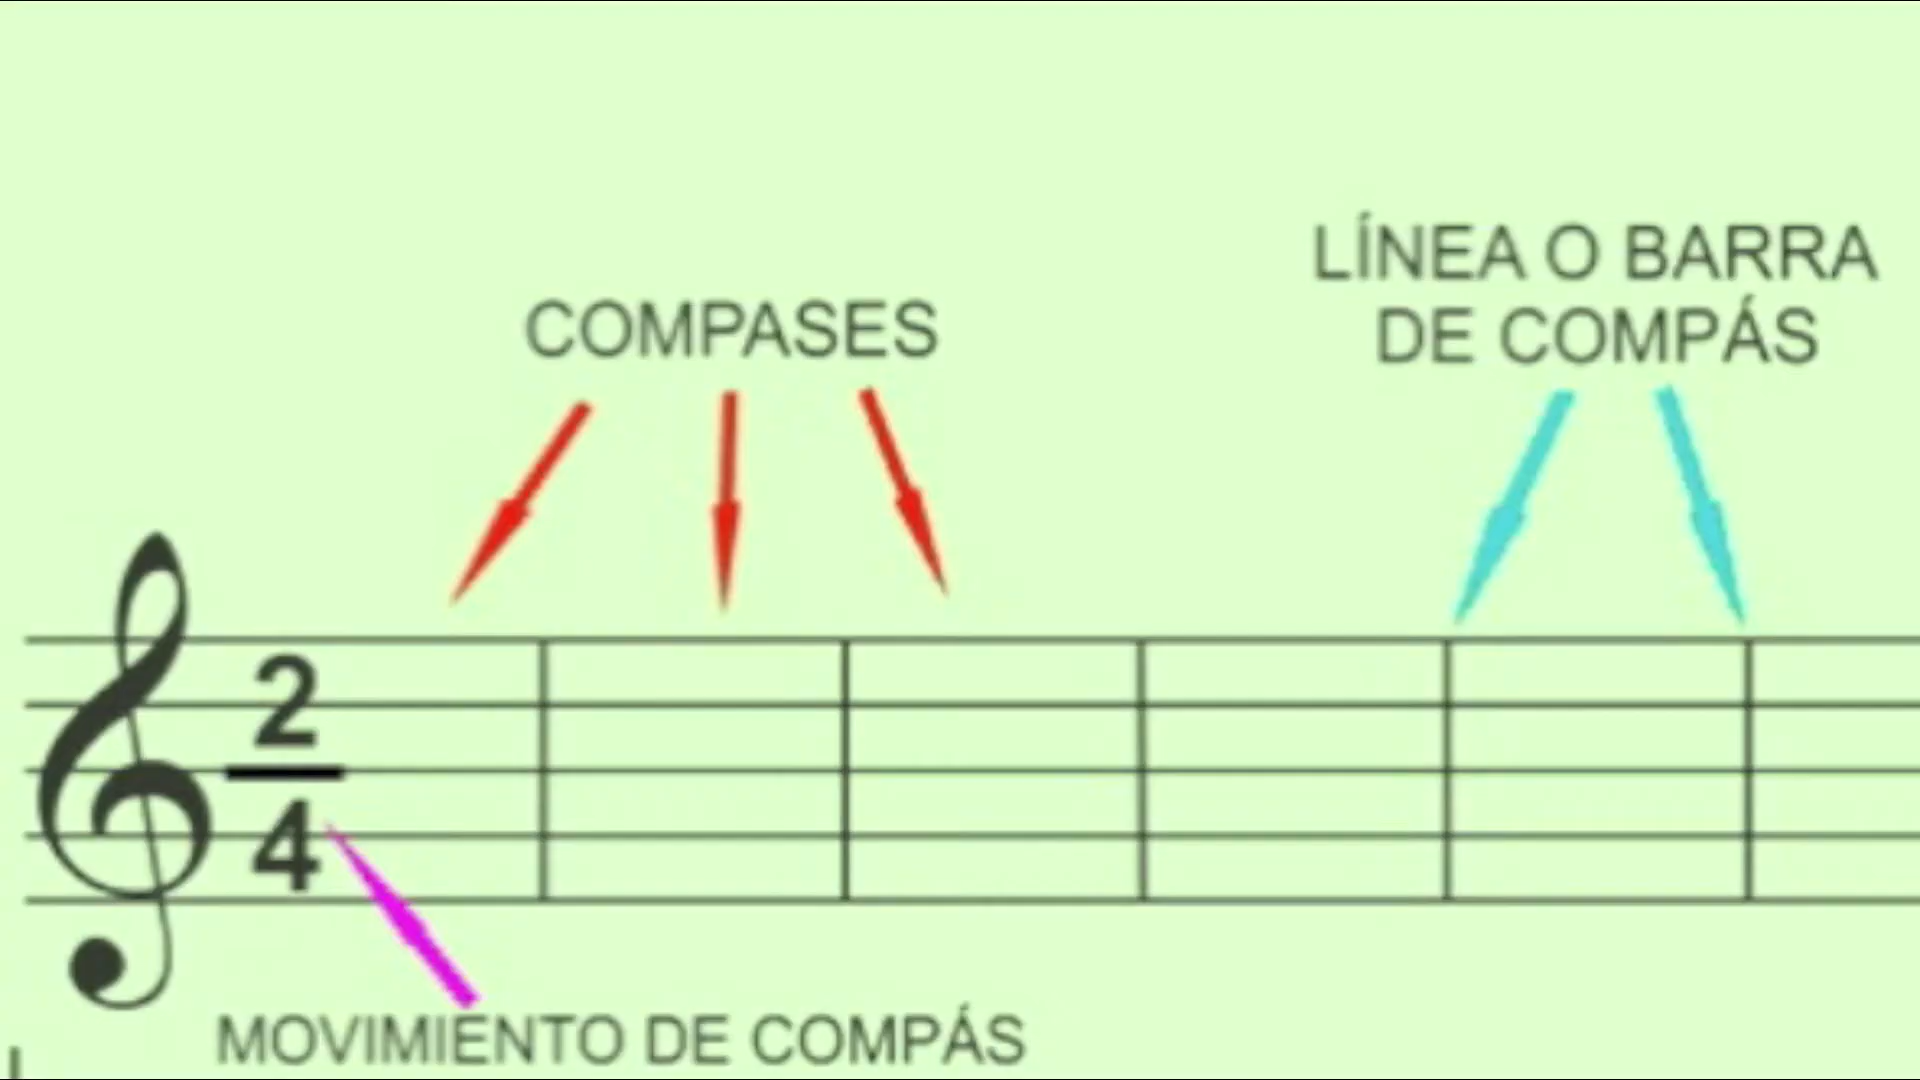 LÍNEA O BARRA
DE COMPÁS
COMPASES
2
4
MOVIMIENTO DE COMPÁS